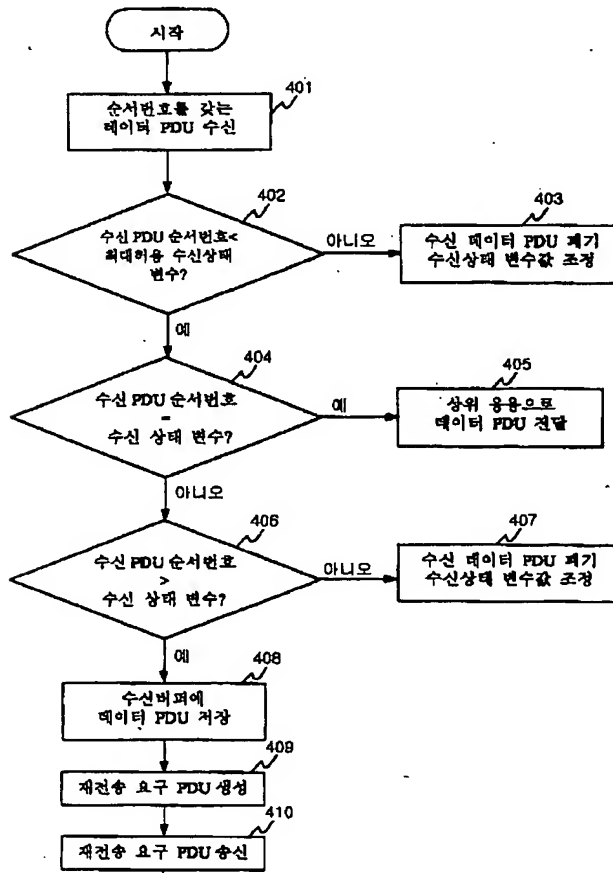 시작
401
순서번호를 갖는
데이터 PDU 수신
402
수신 PDU 순서번호<
최대허용 수신상태
변수?
아니오
403
수신 데이터 PDU 폐기
수신상태 변수값 조정
예
404
수신 PDU 순서번호
=
수신 상태 변수?
예
405
상위 응용으로
데이터 PDU 전달
아니오
406
수신 PDU 순서번호
>
수신 상태 변수?
아니오
407
수신 데이터 PDU 폐기
수신상태 변수값 조정
예
408
수신버퍼에
데이터 PDU 저장
409
재전송 요구 PDU 생성
410
재전송 요구 PDU 송신